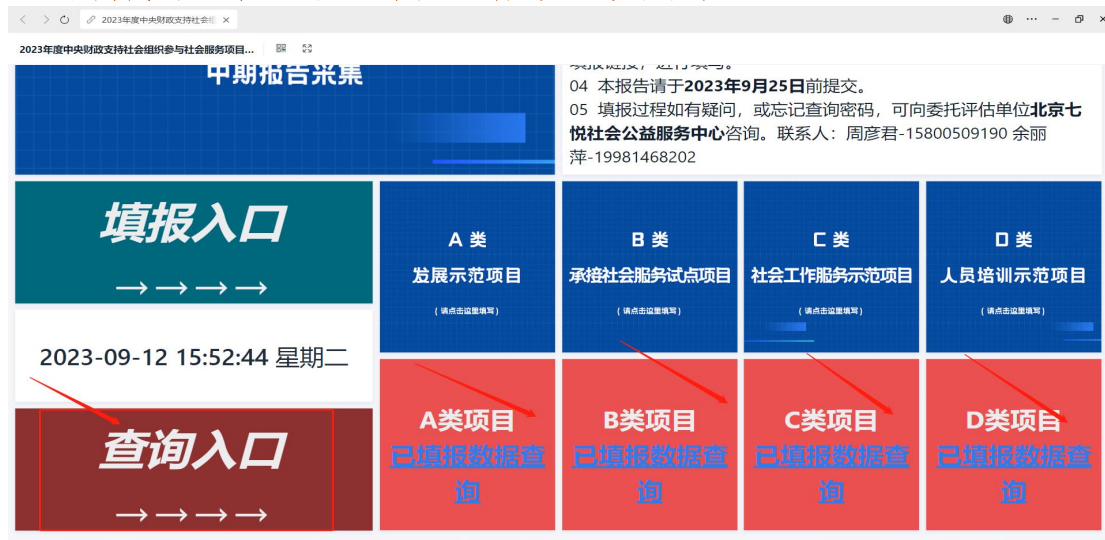 2023年度中央财政支持社会组
2023年度中央财政支持社会组织参与社会服务项目...
中期报告采集
填报链接，进行填写。
04 本报告请于2023年9月25日前提交。
05 填报过程如有疑问，或忘记查询密码，可向委托评估单位北京七
悦社会公益服务中心咨询。联系人：周彦君-15800509190 余丽
萍-19981468202
填报入口
→→→→
A 类
发展示范项目
（请点击这里填写）
B 类
承接社会服务试点项目
（请点击这里填写）
C 类
社会工作服务示范项目
（请点击这里填写）
D 类
人员培训示范项目
（请点击这里填写）
2023-09-12 15:52:44 星期二
查询入口
→→→→
A类项目
已填报数据查
询
B类项目
已填报数据查
询
C类项目
已填报数据查
询
D类项目
已填报数据查
询